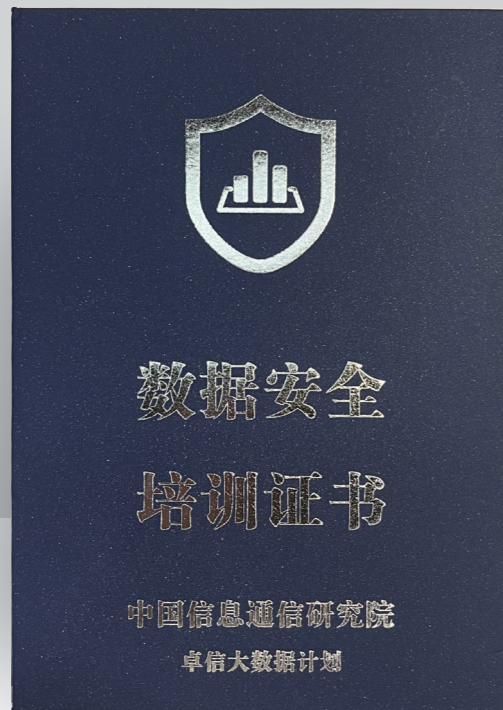 数据安全
培训证书
中国信息通信研究院
卓信大数据计划